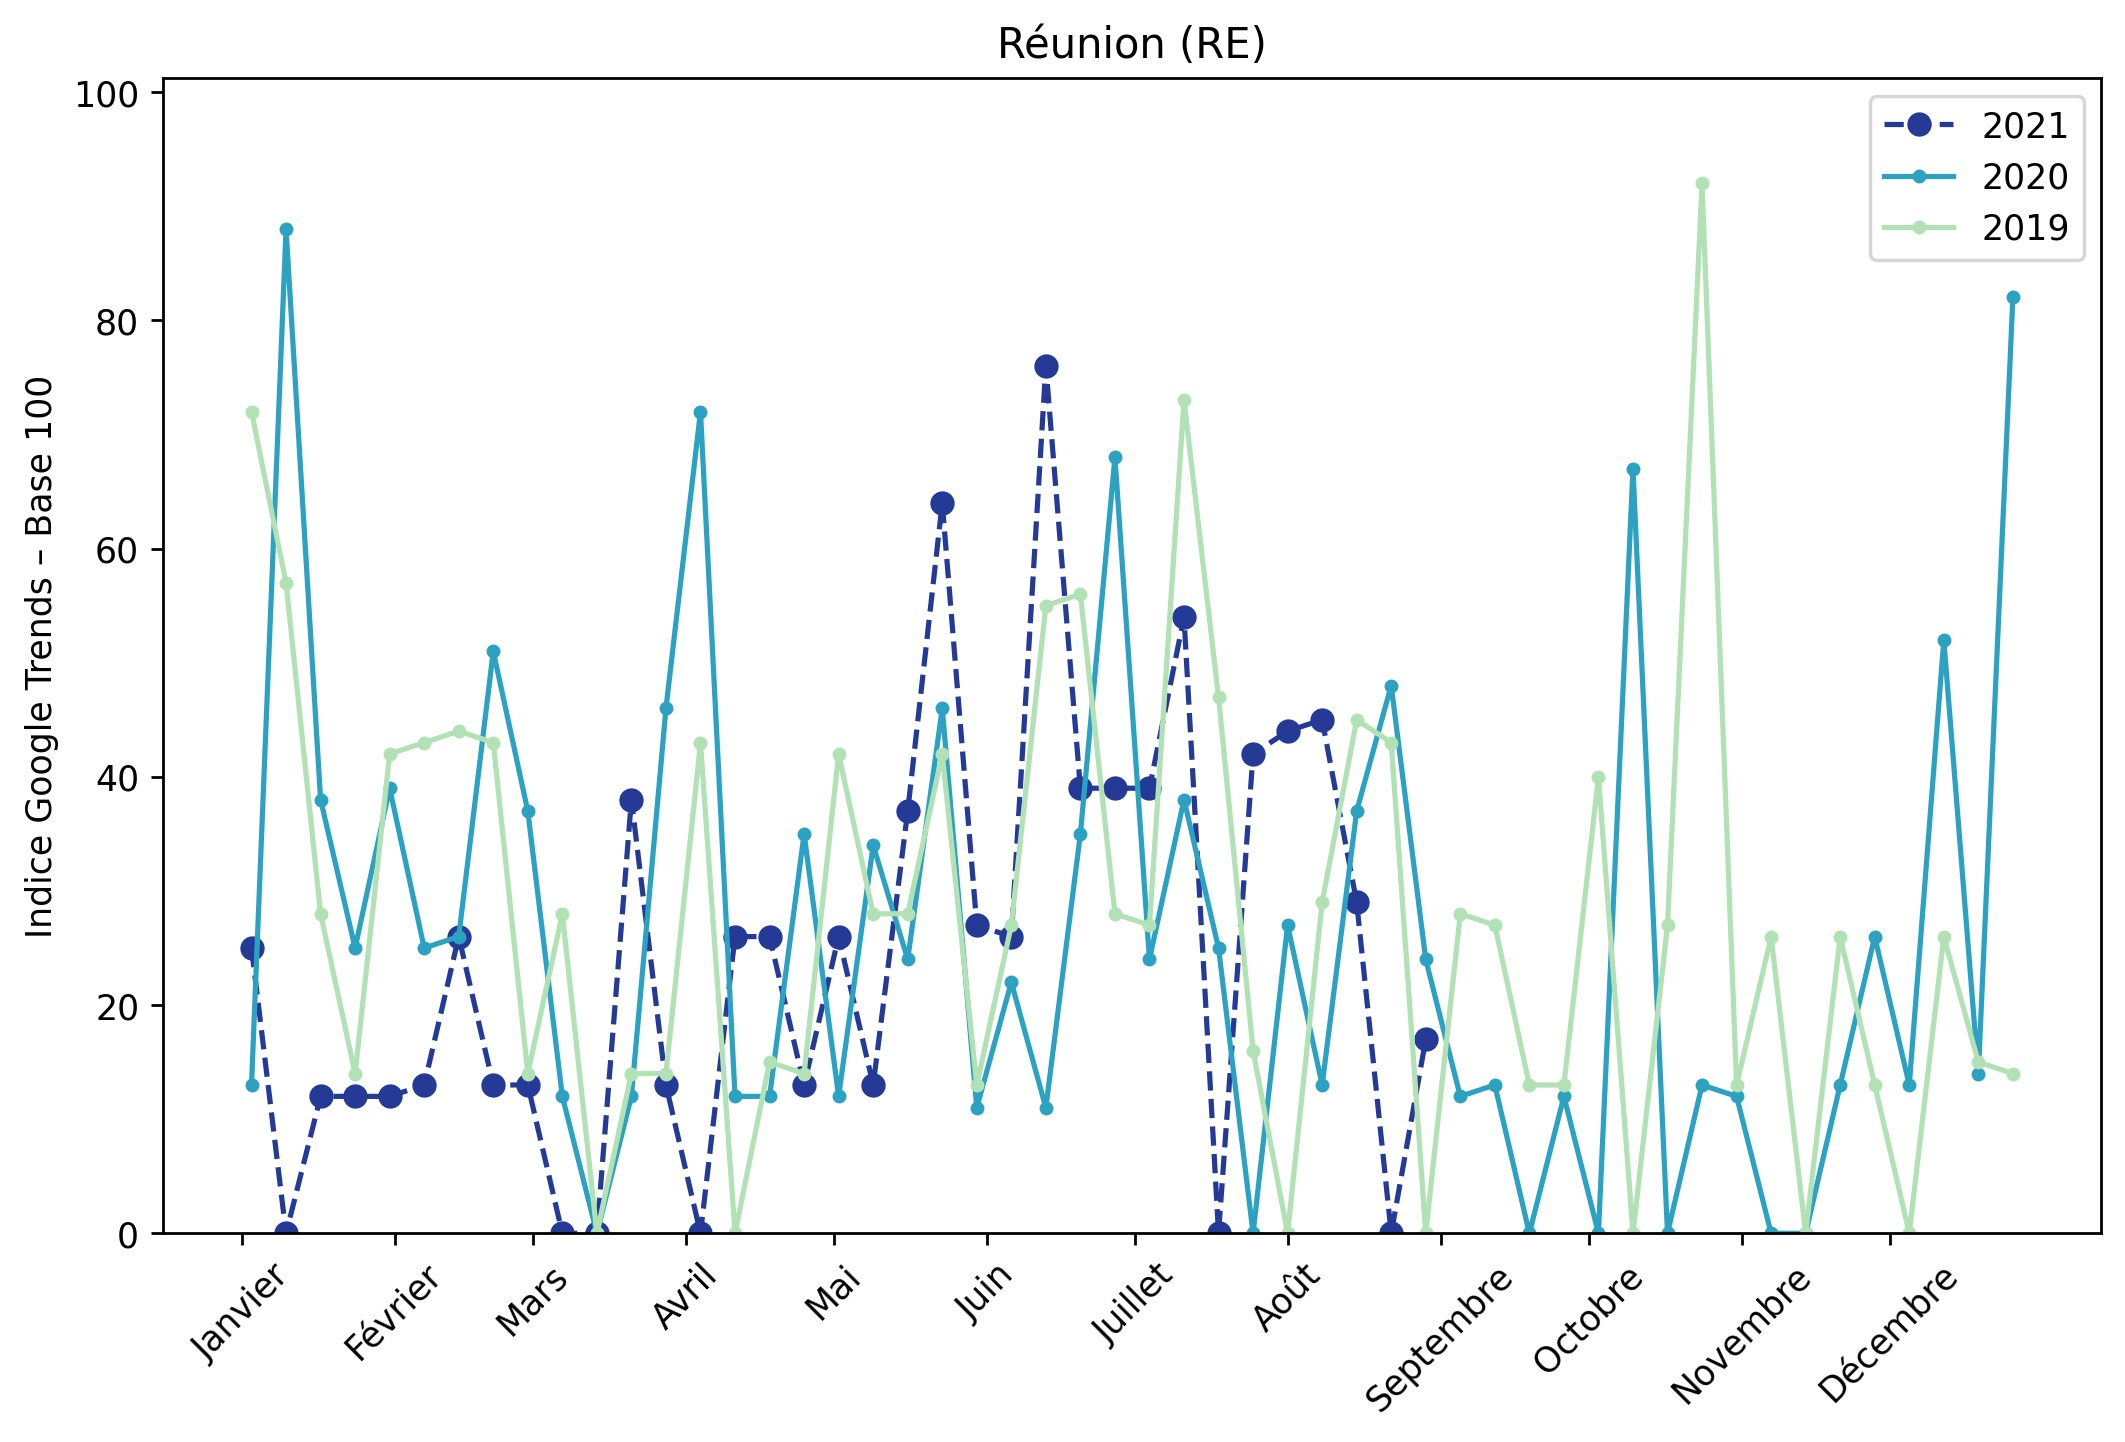 Réunion (RE)
Indice Google Trends – Base 100
100
80
60
40
20
0
2021
2020
2019
Janvier
Février
Mars
Avril
Mai
Juin
Juillet
Août
Septembre
Octobre
Novembre
Décembre